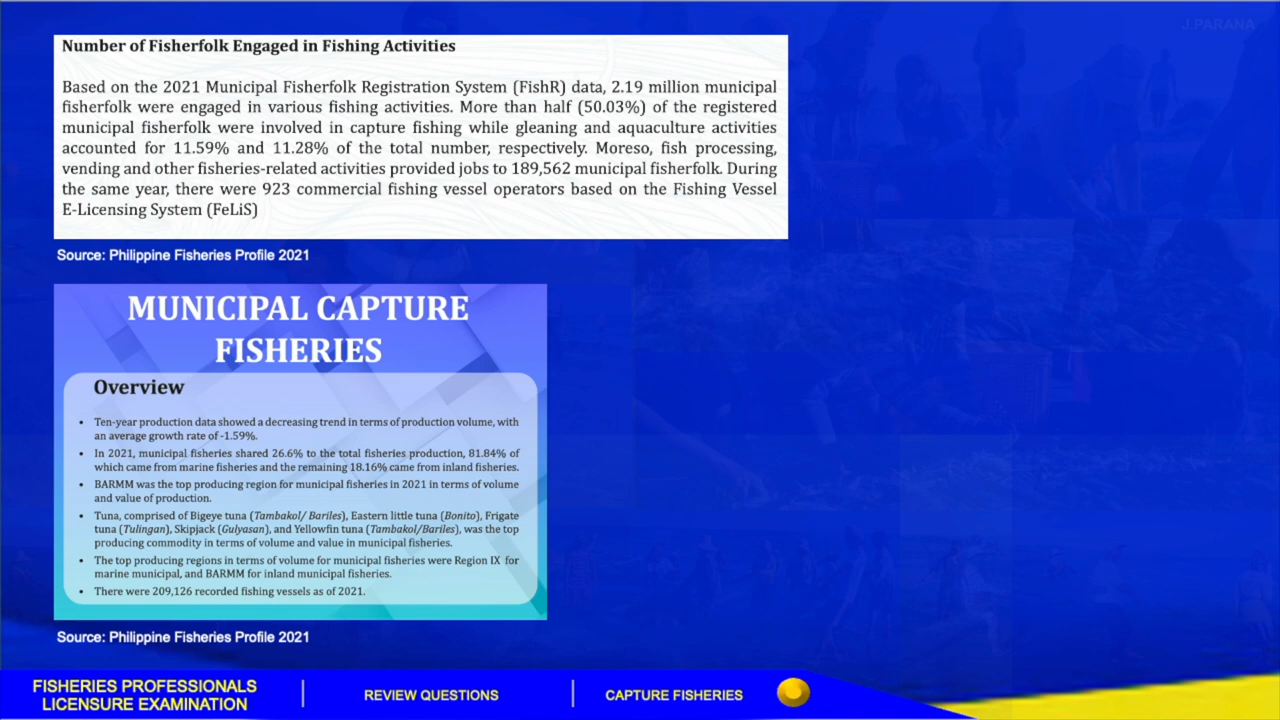 J.PARANA
Number of Fisherfolk Engaged in Fishing Activities
Based on the 2021 Municipal Fisherfolk Registration System (FishR) data, 2.19 million municipal
fisherfolk were engaged in various fishing activities. More than half (50.03%) of the registered
municipal fisherfolk were involved in capture fishing while gleaning and aquaculture activities
accounted for 11.59% and 11.28% of the total number, respectively. Moreso, fish processing,
vending and other fisheries-related activities provided jobs to 189,562 municipal fisherfolk. During
the same year, there were 923 commercial fishing vessel operators based on the Fishing Vessel
E-Licensing System (FeLiS)
Source: Philippine Fisheries Profile 2021
MUNICIPAL CAPTURE
FISHERIES
Overview
• Ten-year production data showed a decreasing trend in terms of production volume, with
an average growth rate of -1.59%.
• In 2021, municipal fisheries shared 26.6% to the total fisheries production, 81.84% of
which came from marine fisheries and the remaining 18.16% came from inland fisheries.
• BARMM was the top producing region for municipal fisheries in 2021 in terms of volume
and value of production.
• Tuna, comprised of Bigeye tuna (Tambakol/ Bariles), Eastern little tuna (Bonito), Frigate
tuna (Tulingan), Skipjack (Gulyasan), and Yellowfin tuna (Tambakol/Bariles), was the top
producing commodity in terms of volume and value in municipal fisheries.
• The top producing regions in terms of volume for municipal fisheries were Region IX for
marine municipal, and BARMM for inland municipal fisheries.
• There were 209,126 recorded fishing vessels as of 2021.
Source: Philippine Fisheries Profile 2021
FISHERIES PROFESSIONALS
LICENSURE EXAMINATION
REVIEW QUESTIONS
CAPTURE FISHERIES